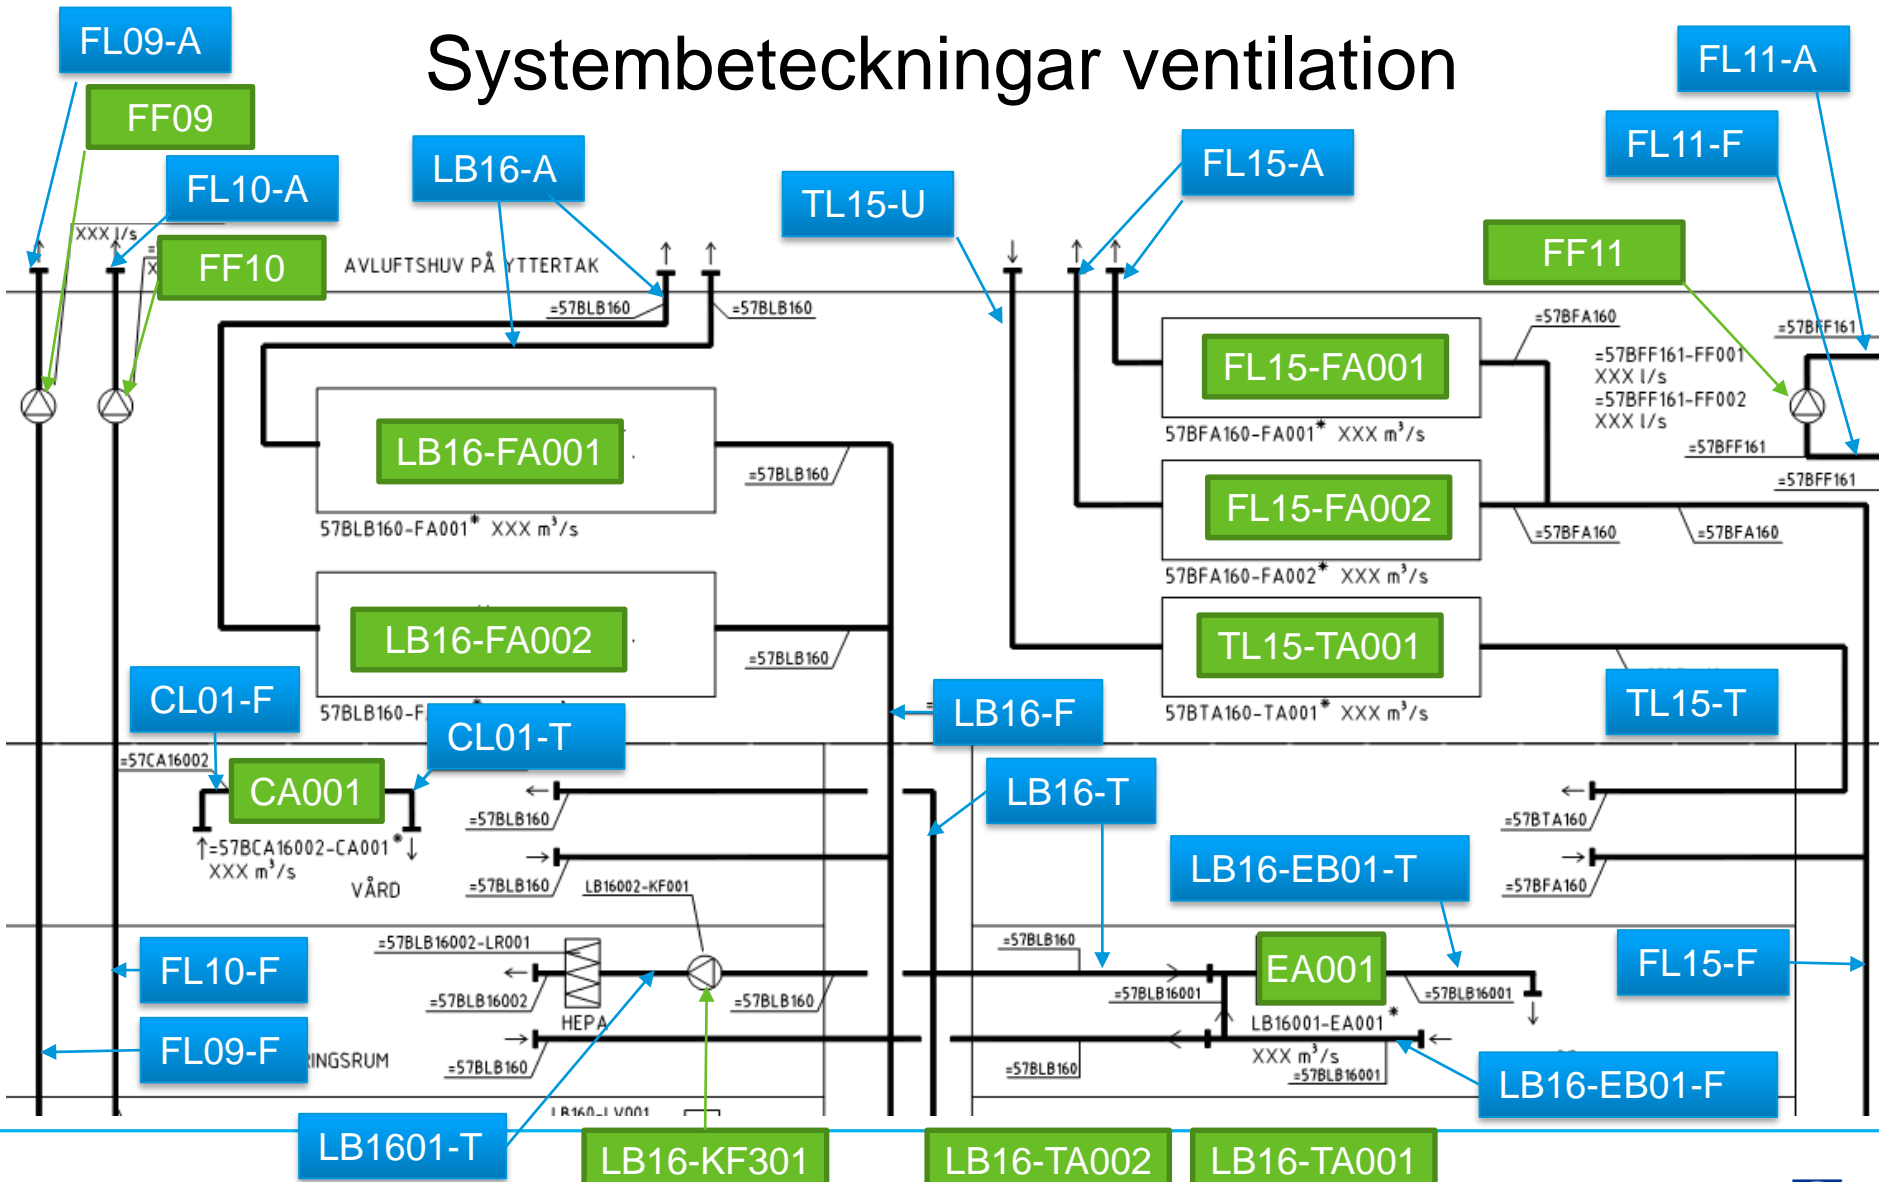 Systembeteckningar ventilation
FL09-A
FL11-A
FF09
FL11-F
LB16-A
FL15-A
FL10-A
TL15-U
XXX l/s
FF10
FF11
AVLUFTSHUV PÅ YTTERTAK
=57BLB160
=57BLB160
=57BFA160
=57BFF161
FL15-FA001
=57BFF161-FF001
XXX l/s
=57BFF161-FF002
XXX l/s
57BFA160-FA001* XXX m³/s
LB16-FA001
=57BFF161
=57BLB160
=57BFF161
FL15-FA002
57BLB160-FA001* XXX m³/s
=57BFA160
=57BFA160
57BFA160-FA002* XXX m³/s
LB16-FA002
TL15-TA001
=57BLB160
CL01-F
57BLB160-F
LB16-F
57BTA160-TA001* XXX m³/s
TL15-T
CL01-T
=57CA16002
CA001
LB16-T
=57BLB160
=57BTA160
=57BCA16002-CA001*
XXX m³/s
LB16-EB01-T
=57BLB160
LB16002-KF001
=57BFA160
VÅRD
=57BLB16002-LR001
=57BLB160
FL10-F
EA001
FL15-F
=57BLB16002
=57BLB160
=57BLB16001
=57BLB16001
HEPA
LB16001-EA001*
FL09-F
INGSRUM
XXX m³/s
=57BLB160
=57BLB160
=57BLB16001
LB16-EB01-F
LB160-LV001
LB1601-T
LB16-KF301
LB16-TA002
LB16-TA001